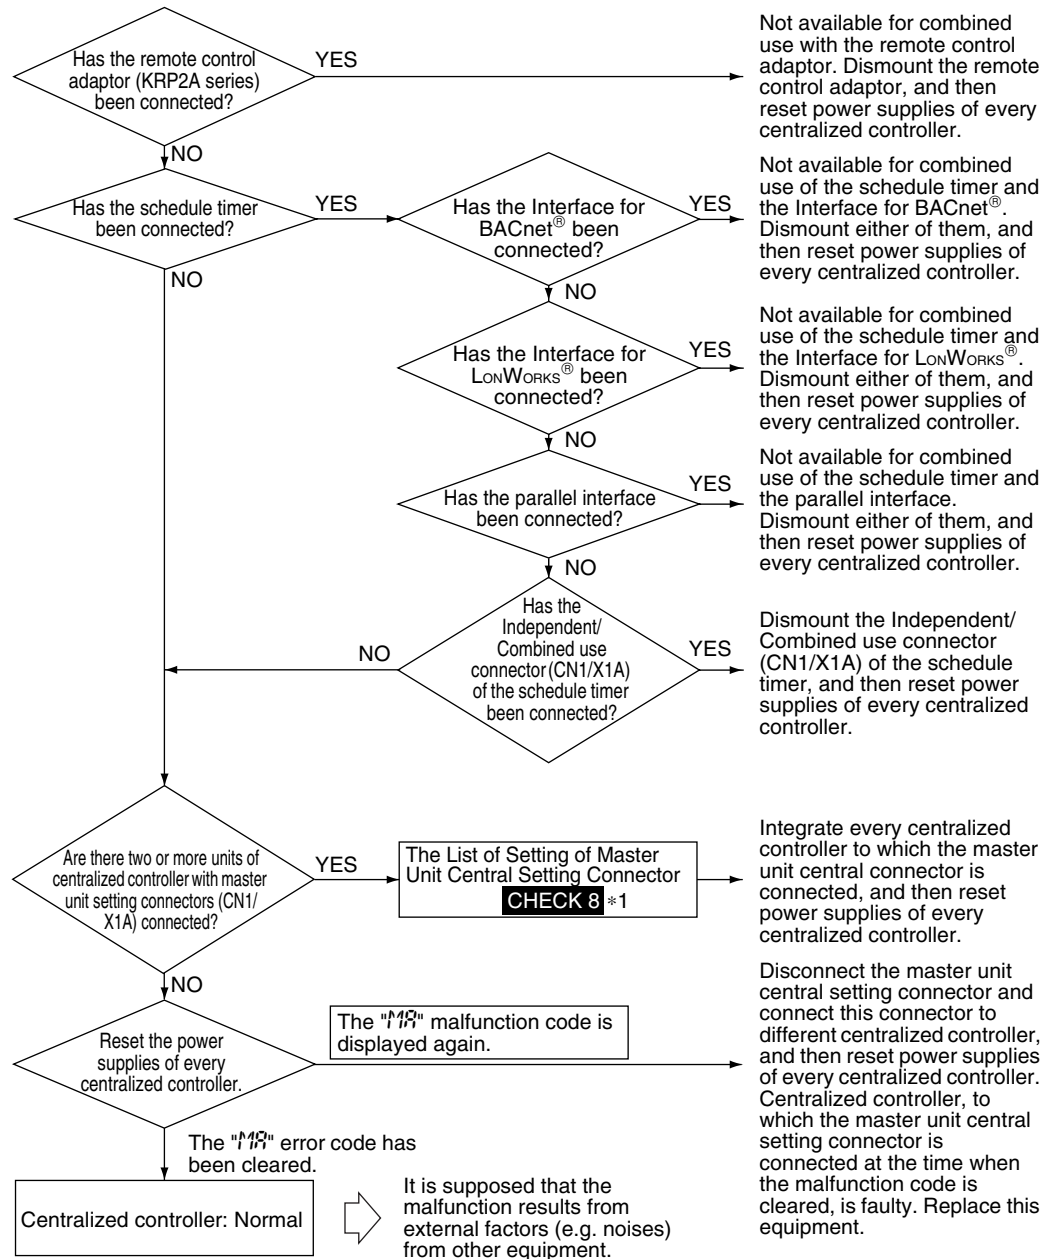 Has the remote control
adaptor (KRP2A series)
been connected?
YES
Not available for combined
use with the remote control
adaptor. Dismount the remote
control adaptor, and then
reset power supplies of every
centralized controller.
NO
Has the schedule timer
been connected?
YES
Has the Interface for
BACnet® been
connected?
YES
Not available for combined
use of the schedule timer and
the Interface for BACnet®.
Dismount either of them, and
then reset power supplies of
every centralized controller.
NO
NO
Has the Interface for
LONWORKS® been
connected?
YES
Not available for combined
use of the schedule timer and
the Interface for LONWORKS®.
Dismount either of them, and
then reset power supplies of
every centralized controller.
NO
Has the parallel interface
been connected?
YES
Not available for combined
use of the schedule timer and
the parallel interface.
Dismount either of them, and
then reset power supplies of
every centralized controller.
NO
Has the
Independent/
Combined use
connector (CN1/X1A)
of the schedule timer
been connected?
NO
YES
Dismount the Independent/
Combined use connector
(CN1/X1A) of the schedule
timer, and then reset power
supplies of every centralized
controller.
Are there two or more units of
centralized controller with master
unit setting connectors (CN1/
X1A) connected?
YES
The List of Setting of Master
Unit Central Setting Connector
CHECK 8 *1
Integrate every centralized
controller to which the master
unit central connector is
connected, and then reset
power supplies of every
centralized controller.
NO
Reset the power
supplies of every
centralized controller.
The "MA" malfunction code is
displayed again.
Disconnect the master unit
central setting connector and
connect this connector to
different centralized controller,
and then reset power supplies
of every centralized controller.
Centralized controller, to
which the master unit central
setting connector is
connected at the time when
the malfunction code is
cleared, is faulty. Replace this
equipment.
The "MA" error code has
been cleared.
Centralized controller: Normal
It is supposed that the
malfunction results from
external factors (e.g. noises)
from other equipment.